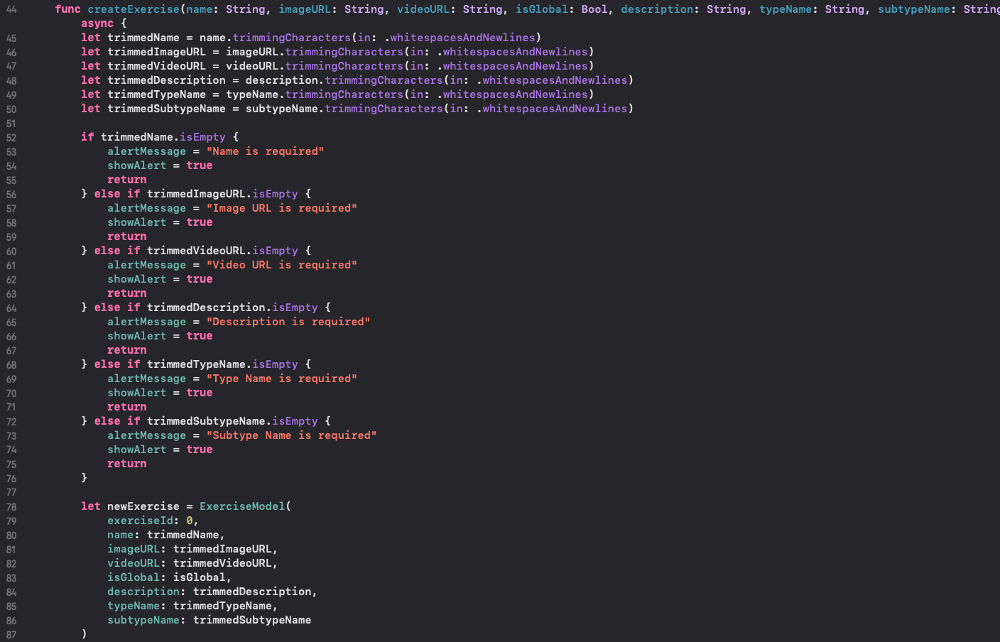 44 func createExercise(name: String, imageURL: String, videoURL: String, isGlobal: Bool, description: String, typeName: String, subtypeName: String
async {
45 let trimmedName = name.trimmingCharacters(in: .whitespacesAndNewlines)
46 let trimmedImageURL = imageURL.trimmingCharacters(in: .whitespacesAndNewlines)
47 let trimmedVideoURL = videoURL.trimmingCharacters(in: .whitespacesAndNewlines)
48 let trimmedDescription = description.trimmingCharacters(in: .whitespacesAndNewlines)
49 let trimmedTypeName = typeName.trimmingCharacters(in: .whitespacesAndNewlines)
50 let trimmedSubtypeName = subtypeName.trimmingCharacters(in: .whitespacesAndNewlines)
51
52 if trimmedName.isEmpty {
53 alertMessage = "Name is required"
54 showAlert = true
55 return
56 } else if trimmedImageURL.isEmpty {
57 alertMessage = "Image URL is required"
58 showAlert = true
59 return
60 } else if trimmedVideoURL.isEmpty {
61 alertMessage = "Video URL is required"
62 showAlert = true
63 return
64 } else if trimmedDescription.isEmpty {
65 alertMessage = "Description is required"
66 showAlert = true
67 return
68 } else if trimmedTypeName.isEmpty {
69 alertMessage = "Type Name is required"
70 showAlert = true
71 return
72 } else if trimmedSubtypeName.isEmpty {
73 alertMessage = "Subtype Name is required"
74 showAlert = true
75 return
76 }
77
78 let newExercise = ExerciseModel(
79 exerciseId: 0,
80 name: trimmedName,
81 imageURL: trimmedImageURL,
82 videoURL: trimmedVideoURL,
83 isGlobal: isGlobal,
84 description: trimmedDescription,
85 typeName: trimmedTypeName,
86 subtypeName: trimmedSubtypeName
87 )